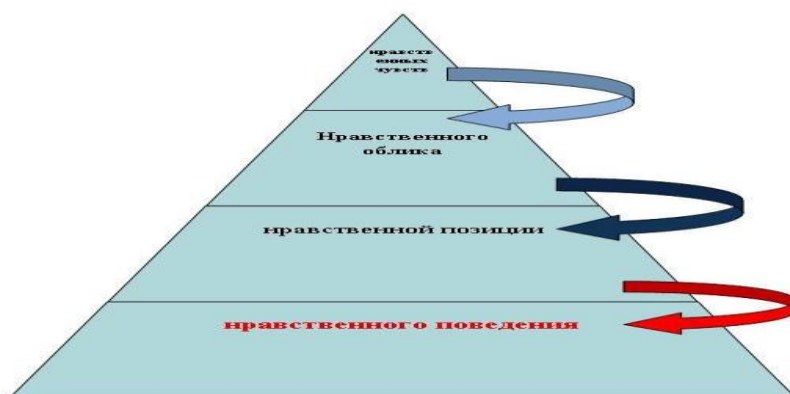 нравств
енных
чувств
Нравственного
облика
нравственной позиции
нравственного поведения